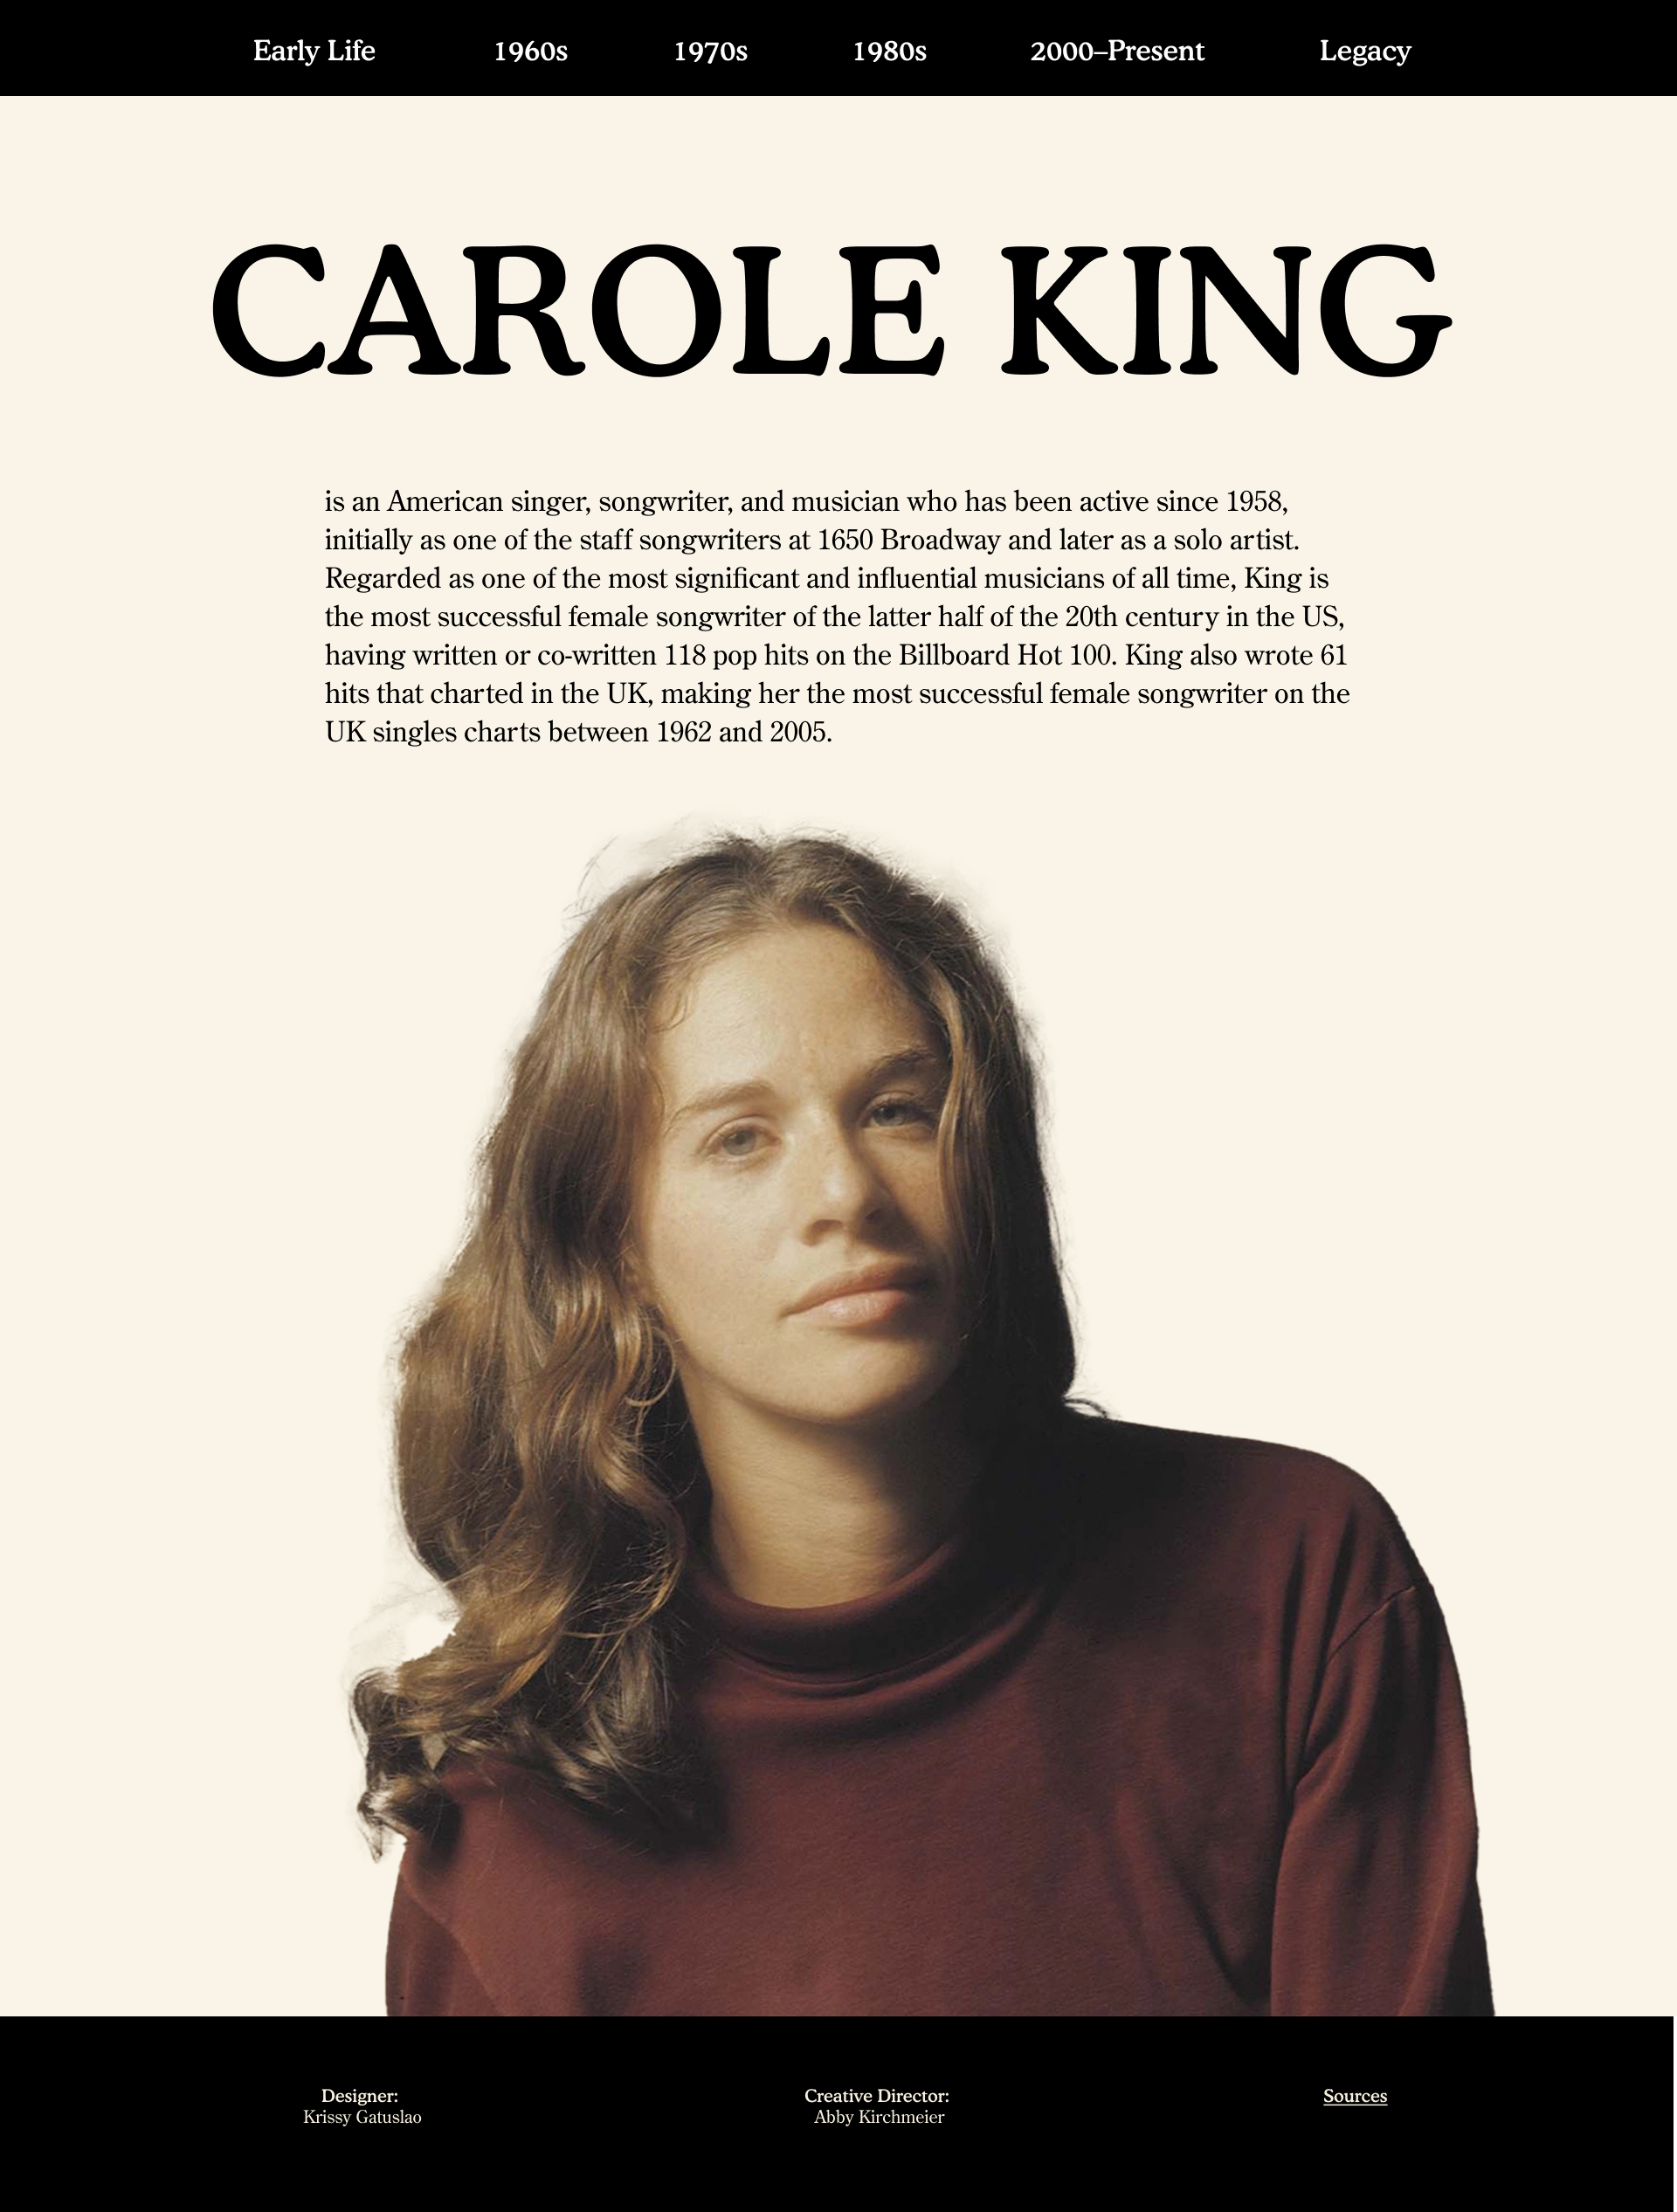 Early Life 1960s 1970s 1980s 2000–Present Legacy
CAROLE KING
is an American singer, songwriter, and musician who has been active since 1958,
initially as one of the staff songwriters at 1650 Broadway and later as a solo artist.
Regarded as one of the most significant and influential musicians of all time, King is
the most successful female songwriter of the latter half of the 20th century in the US,
having written or co-written 118 pop hits on the Billboard Hot 100. King also wrote 61
hits that charted in the UK, making her the most successful female songwriter on the
UK singles charts between 1962 and 2005.
Designer:
Krissy Gatuslao
Creative Director:
Abby Kirchmeier
Sources